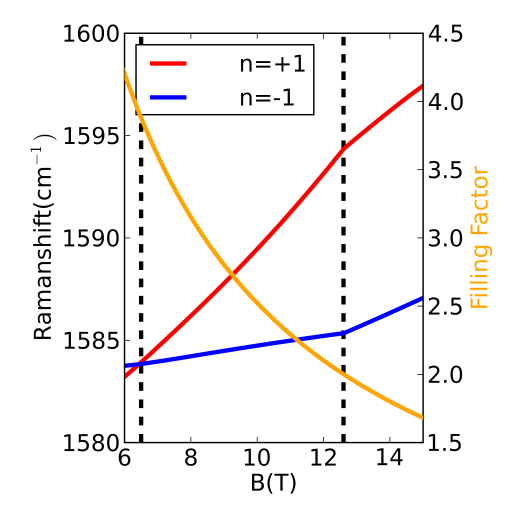 1600
1595
1590
1585
1580
Ramanshift(cm⁻¹)
n=+1
n=-1
4.5
4.0
3.5
3.0
2.5
2.0
1.5
Filling Factor
6 8 10 12 14
B(T)